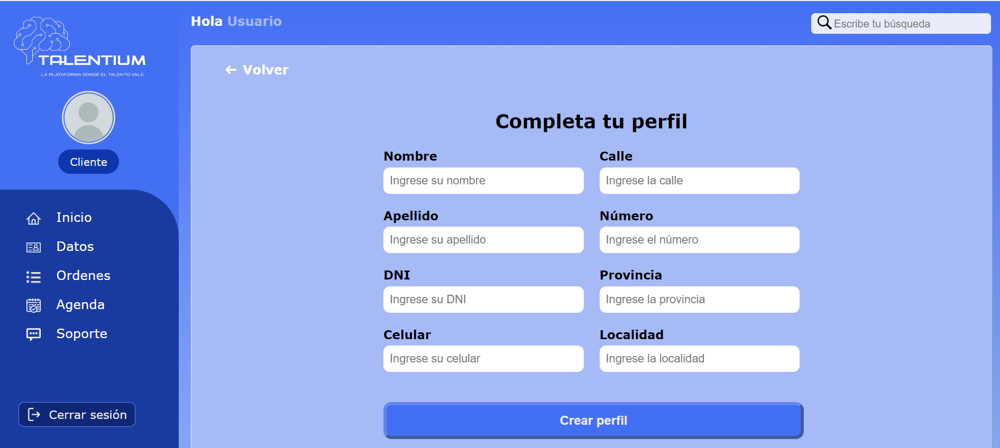 TALENTIUM
LA PLATAFORMA DONDE EL TALENTO VALE
Cliente
Inicio
Datos
Ordenes
Agenda
Soporte
Cerrar sesión
Hola Usuario
Escribe tu búsqueda
← Volver
Completa tu perfil
Nombre
Ingrese su nombre
Calle
Ingrese la calle
Apellido
Ingrese su apellido
Número
Ingrese el número
DNI
Ingrese su DNI
Provincia
Ingrese la provincia
Celular
Ingrese su celular
Localidad
Ingrese la localidad
Crear perfil